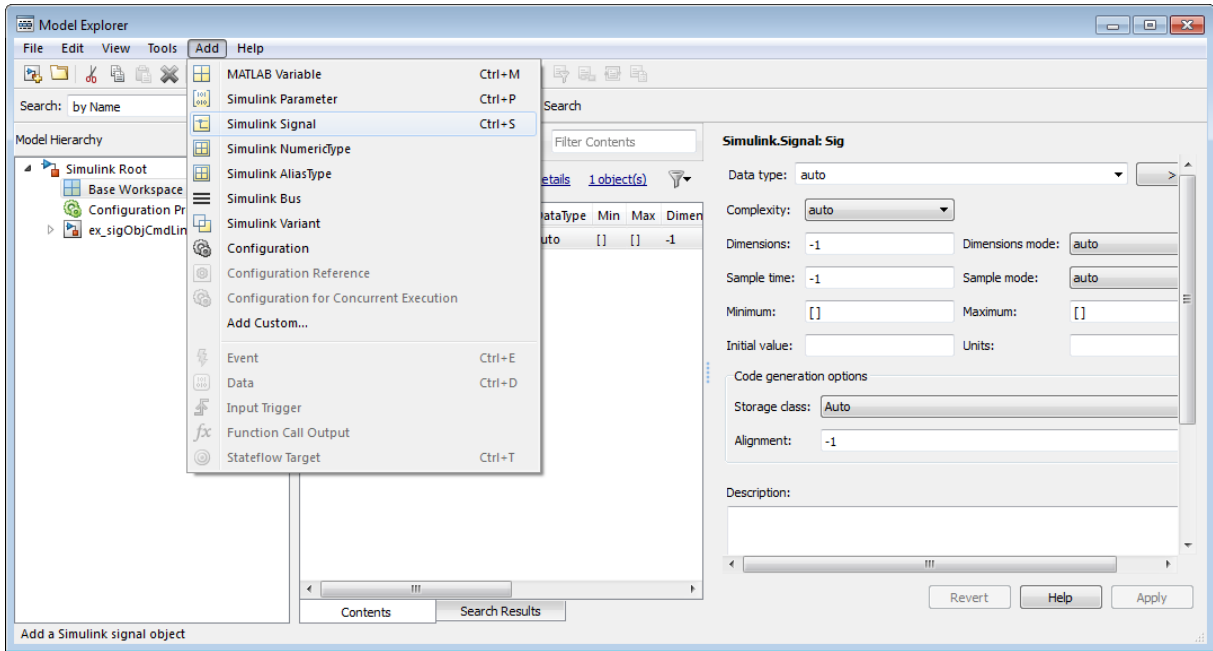 Model Explorer
File Edit View Tools Add Help
Search: by Name Search
Model Hierarchy
Simulink Root
Base Workspace
Configuration Pr
ex_sigObjCmdLin
MATLAB Variable Ctrl+M
Simulink Parameter Ctrl+P
Simulink Signal Ctrl+S
Simulink NumericType
Simulink AliasType
Simulink Bus
Simulink Variant
Configuration
Configuration Reference
Configuration for Concurrent Execution
Add Custom...
Event Ctrl+E
Data Ctrl+D
Input Trigger
fx Function Call Output
Stateflow Target Ctrl+T
Filter Contents
etails 1 object(s)
ataType Min Max Dimen
uto [] [] -1
Contents Search Results
Simulink.Signal: Sig
Data type: auto >
Complexity: auto
Dimensions: -1 Dimensions mode: auto
Sample time: -1 Sample mode: auto
Minimum: [] Maximum: []
Initial value: Units:
Code generation options
Storage class: Auto
Alignment: -1
Description:
Revert Help Apply
Add a Simulink signal object